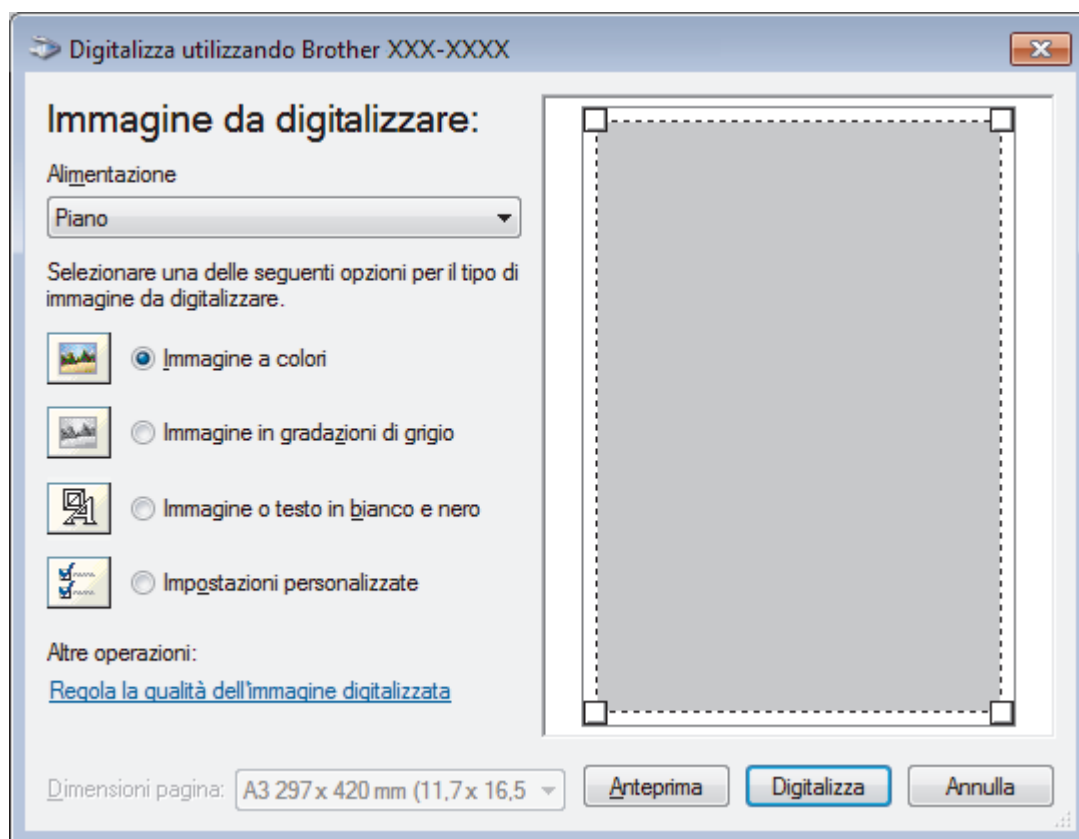 Digitalizza utilizzando Brother XXX-XXXX
Immagine da digitalizzare:
Alimentazione
Piano
Selezionare una delle seguenti opzioni per il tipo di
immagine da digitalizzare.
Immagine a colori
Immagine in gradazioni di grigio
Immagine o testo in bianco e nero
Impostazioni personalizzate
Altre operazioni:
Regola la qualità dell'immagine digitalizzata
Dimensioni pagina: A3 297 x 420 mm (11,7 x 16,5
Anteprima Digitalizza Annulla